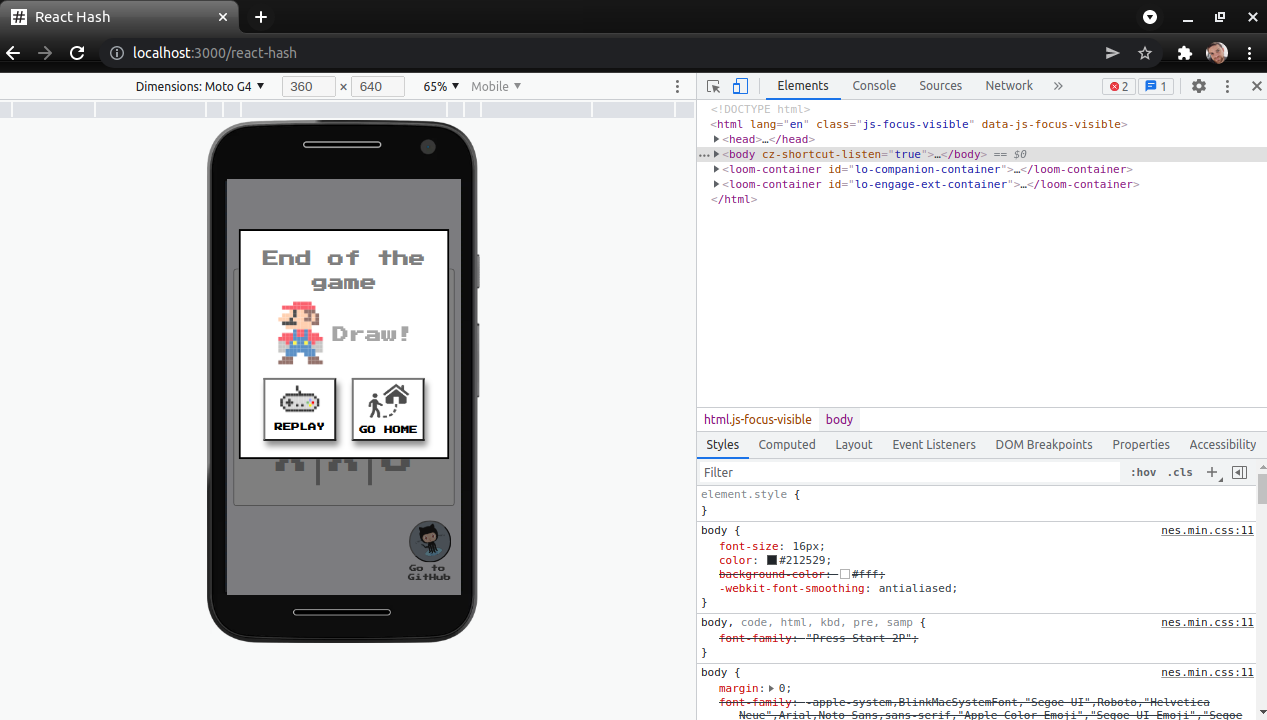 React Hash
localhost:3000/react-hash
Dimensions: Moto G4 360 × 640 65% Mobile
Elements Console Sources Network » 2 1
<!DOCTYPE html>
<html lang="en" class="js-focus-visible" data-js-focus-visible>
<head>…</head>
<body cz-shortcut-listen="true">…</body> == $0
<loom-container id="lo-companion-container">…</loom-container>
<loom-container id="lo-engage-ext-container">…</loom-container>
</html>
End of the
game
Draw!
REPLAY GO HOME
X|X|O
Go to
GitHub
html.js-focus-visible body
Styles Computed Layout Event Listeners DOM Breakpoints Properties Accessibility
Filter :hov .cls
element.style {
}
body { nes.min.css:11
font-size: 16px;
color: #212529;
background-color: #fff;
-webkit-font-smoothing: antialiased;
}
body, code, html, kbd, pre, samp { nes.min.css:11
font-family: "Press Start 2P";
}
body { nes.min.css:11
margin: 0;
font-family: -apple-system,BlinkMacSystemFont,"Segoe UI",Roboto,"Helvetica
Neue",Arial,Noto Sans,sans-serif,"Apple Color Emoji","Segoe UI Emoji","Segoe